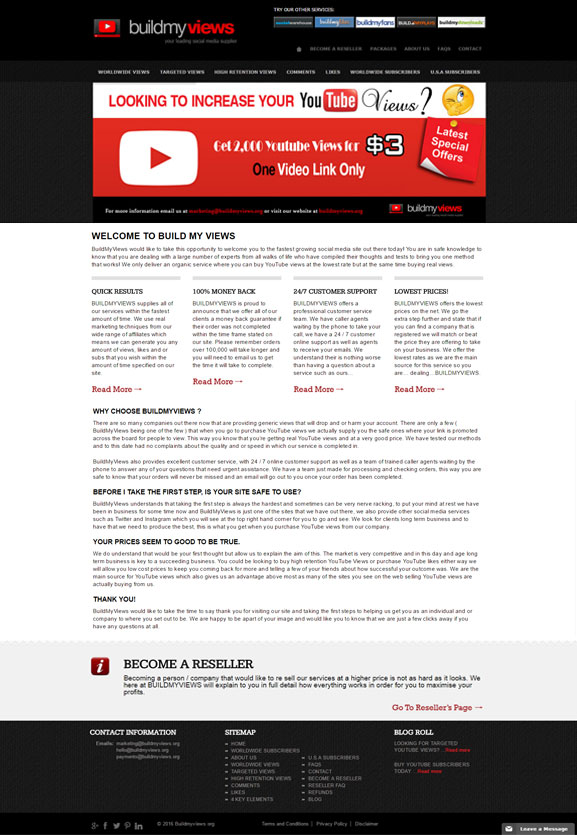 TRY OUR OTHER SERVICES:
buildmyviews
your leading social media supplier
buildmyfans
BUILDMYPLAYS
buildmydownloads
BECOME A RESELLER PACKAGES ABOUT US FAQS CONTACT
WORLDWIDE VIEWS TARGETED VIEWS HIGH RETENTION VIEWS COMMENTS LIKES WORLDWIDE SUBSCRIBERS U.S.A SUBSCRIBERS
LOOKING TO INCREASE YOUR YouTube Views?
Get 2,000 Youtube Views for $3
One Video Link Only
Latest
Special
Offers
For more information email us at marketing@buildmyviews.org or visit our website at buildmyviews.org
buildmyviews
WELCOME TO BUILD MY VIEWS
BuildMyViews would like to take this opportunity to welcome you to the fastest growing social media site out there today! You are in safe knowledge to
know that you are dealing with a large number of experts from all walks of life who have compiled their thoughts and tests to bring you one method
that works! We only deliver an organic service where you can buy YouTube views at the lowest rate but at the same time buying real views.
QUICK RESULTS
BUILDMYVIEWS supplies all of
our services within the fastest
amount of time. We use real
marketing techniques from our
wide range of affiliates which
means we can generate you any
amount of views, likes and or
subs that you wish within the
amount of time specified on our
site.
Read More →
100% MONEY BACK
BUILDMYVIEWS is proud to
announce that we offer all of our
clients a money back guarantee if
their order was not completed
within the time frame stated on
our site. Please remember orders
over 100,000 will take longer and
you will need to email us to get
the time it will take to complete.
Read More →
24/7 CUSTOMER SUPPORT
BUILDMYVIEWS offers a
professional customer service
team. We have caller agents
waiting by the phone to take your
call, we have a 24 / 7 customer
online support as well as agents
to receive your emails. We
understand their is nothing worse
than having a question about a
service such as ours...
Read More →
LOWEST PRICES!
BUILDMYVIEWS offers the lowest
prices on the net. We go the
extra step further and state that if
you can find a company that is
registered we will match or beat
the price they are offering to take
on your business. We offer the
lowest rates as we are the main
source for this service so you
are.... dealing .. BUILDMYVIEWS.
Read More →
WHY CHOOSE BUILDMYVIEWS ?
There are so many companies out there now that are providing generic views that will drop and or harm your account. There are only a few (
BuildMyViews being one of the few ) that when you go to purchase YouTube views we actually supply you the safe ones where your link is promoted
across the board for people to view. This way you know that you're getting real YouTube views and at a very good price. We have tested our methods
and to this date had no complaints about the quality and or speed in which our service is completed in.
BuildMyViews also provides excellent customer service, with 24 / 7 online customer support as well as a team of trained caller agents waiting by the
phone to answer any of your questions that need urgent assistance. We have a team just made for processing and checking orders, this way you are
safe to know that your orders will never be missed and an email will go out to you once your order has been completed.
BEFORE I TAKE THE FIRST STEP, IS YOUR SITE SAFE TO USE?
BuildMyViews understands that taking the first step is always the hardest and sometimes can be very nerve racking, to put your mind at rest we have
been in business for some time now and BuildMyViews is just one of the sites that we have out there, we also provide other social media services
such as Twitter and Instagram which you will see at the top right hand corner for you to go and see. We look for clients long term business and to
have that we need to produce the best, this is what you get when you purchase YouTube views from our company.
YOUR PRICES SEEM TO GOOD TO BE TRUE.
We do understand that would be your first thought but allow us to explain the aim of this. The market is very competitive and in this day and age long
term business is key to a succeeding business. You could be looking to buy high retention YouTube Views or purchase YouTube likes either way we
will allow you low cost prices to keep you coming back for more and telling a few of your friends about how successful your outcome was. We are the
main source for YouTube views which also gives us an advantage above most as many of the sites you see on the web selling YouTube views are
actually buying from us.
THANK YOU!
BuildMyViews would like to take the time to say thank you for visiting our site and taking the first steps to helping us get you as an individual and or
company to where you set out to be. We are happy to be apart of your image and would like you to know that we are just a few clicks away if you
have any questions at all.
BECOME A RESELLER
Becoming a person / company that would like to re sell our services at a higher price is not as hard as it looks. We
here at BUILDMYVIEWS will explain to you in full detail how everything works in order for you to maximise your
profits.
Go To Reseller's Page →
CONTACT INFORMATION
Emails: marketing@buildmyviews.org
hello@buildmyviews.org
payments@buildmyviews.org
SITEMAP
HOME
WORLDWIDE SUBSCRIBERS
ABOUT US
WORLDWIDE VIEWS
TARGETED VIEWS
HIGH RETENTION VIEWS
COMMENTS
LIKES
4 KEY ELEMENTS
U.S.A SUBSCRIBERS
FAQS
CONTACT
BECOME A RESELLER
RESELLER FAQ
REFUNDS
BLOG
BLOG ROLL
LOOKING FOR TARGETED
YOUTUBE VIEWS? ...Read more
BUY YOUTUBE SUBSCRIBERS
TODAY ...Read more
© 2016 Buildmyviews.org
Terms and Conditions | Privacy Policy | Disclaimer
Leave a Message